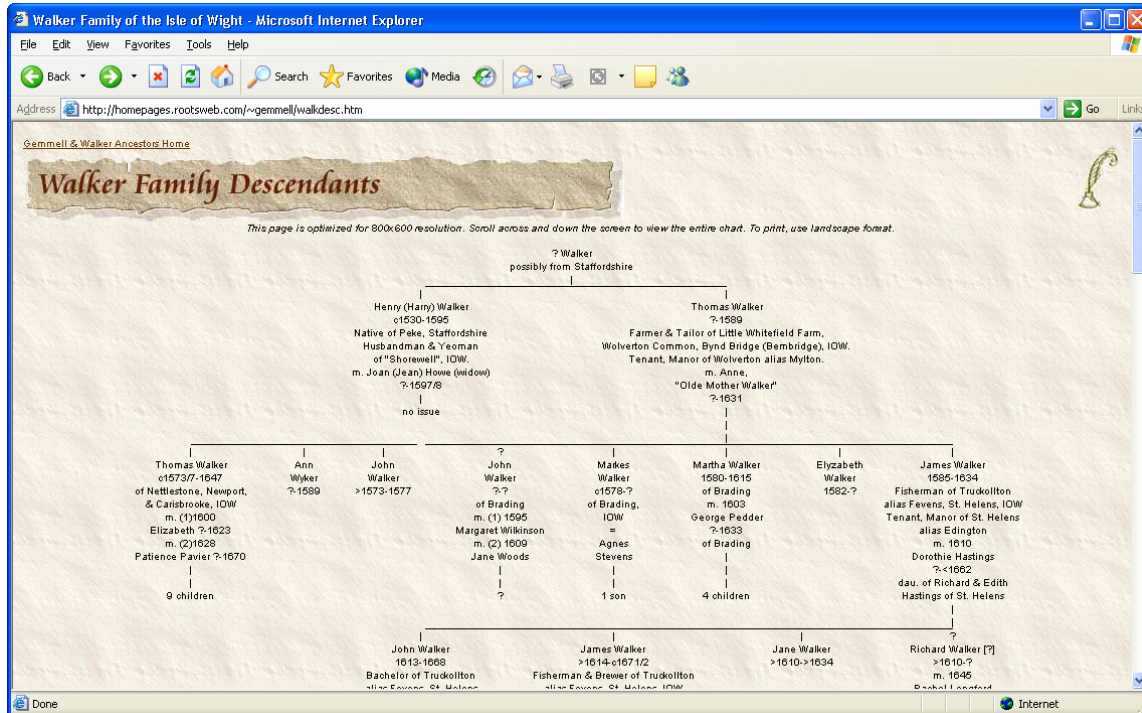 Walker Family of the Isle of Wight - Microsoft Internet Explorer
File Edit View Favorites Tools Help
Back Search Favorites Media
Address http://homepages.rootsweb.com/~gemmell/walkdesc.htm Go Links
Gemmell & Walker Ancestors Home
Walker Family Descendants
This page is optimized for 800x600 resolution. Scroll across and down the screen to view the entire chart. To print, use landscape format.
? Walker
possibly from Staffordshire
Henry (Harry) Walker
c1530-1595
Native of Peke, Staffordshire
Husbandman & Yeoman
of "Shorewell", IOW.
m. Joan (Jean) Howe (widow)
?-1597/8
no issue
Thomas Walker
?-1589
Farmer & Tailor of Little Whitefield Farm,
Wolverton Common, Bynd Bridge (Bembridge), IOW.
Tenant, Manor of Wolverton alias Mylton.
m. Anne,
"Olde Mother Walker"
?-1631
Thomas Walker
c1573/7-1647
of Nettlestone, Newport,
& Carisbrooke, IOW
m. (1)1600
Elizabeth ?-1623
m. (2)1628
Patience Pavier ?-1670
9 children
Ann
Wyker
?-1589
John
Walker
>1573-1577
?
John
Walker
?-?
of Brading
m. (1) 1595
Margaret Wilkinson
m. (2) 1609
Jane Woods
?
Markes
Walker
c1578-?
of Brading,
IOW
=
Agnes
Stevens
1 son
Martha Walker
1580-1615
of Brading
m. 1603
George Pedder
?-1633
of Brading
4 children
Elyzabeth
Walker
1582-?
James Walker
1585-1634
Fisherman of Truckollton
alias Fevens, St. Helens, IOW
Tenant, Manor of St. Helens
alias Edington
m. 1610
Dorothie Hastings
?-<1662
dau. of Richard & Edith
Hastings of St. Helens
John Walker
1613-1668
Bachelor of Truckollton
alias Fevens, St. Helens
James Walker
>1614-c1671/2
Fisherman & Brewer of Truckollton
alias Fevens, St. Helens, IOW
Jane Walker
>1610->1634
?
Richard Walker [?]
>1610-?
m. 1645
Rachel Longford
Done Internet